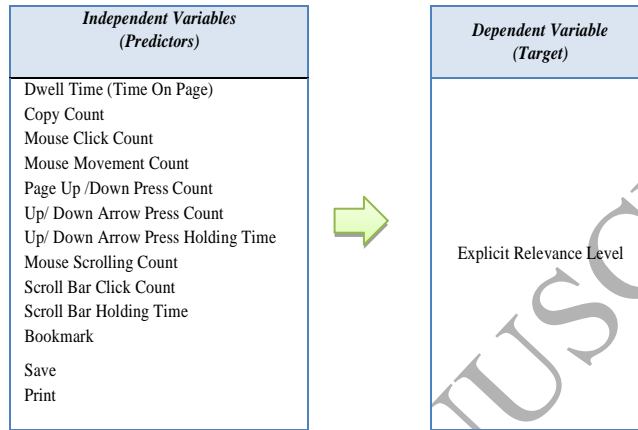 Independent Variables
(Predictors)
Dwell Time (Time On Page)
Copy Count
Mouse Click Count
Mouse Movement Count
Page Up /Down Press Count
Up/ Down Arrow Press Count
Up/ Down Arrow Press Holding Time
Mouse Scrolling Count
Scroll Bar Click Count
Scroll Bar Holding Time
Bookmark
Save
Print
Dependent Variable
(Target)
Explicit Relevance Level